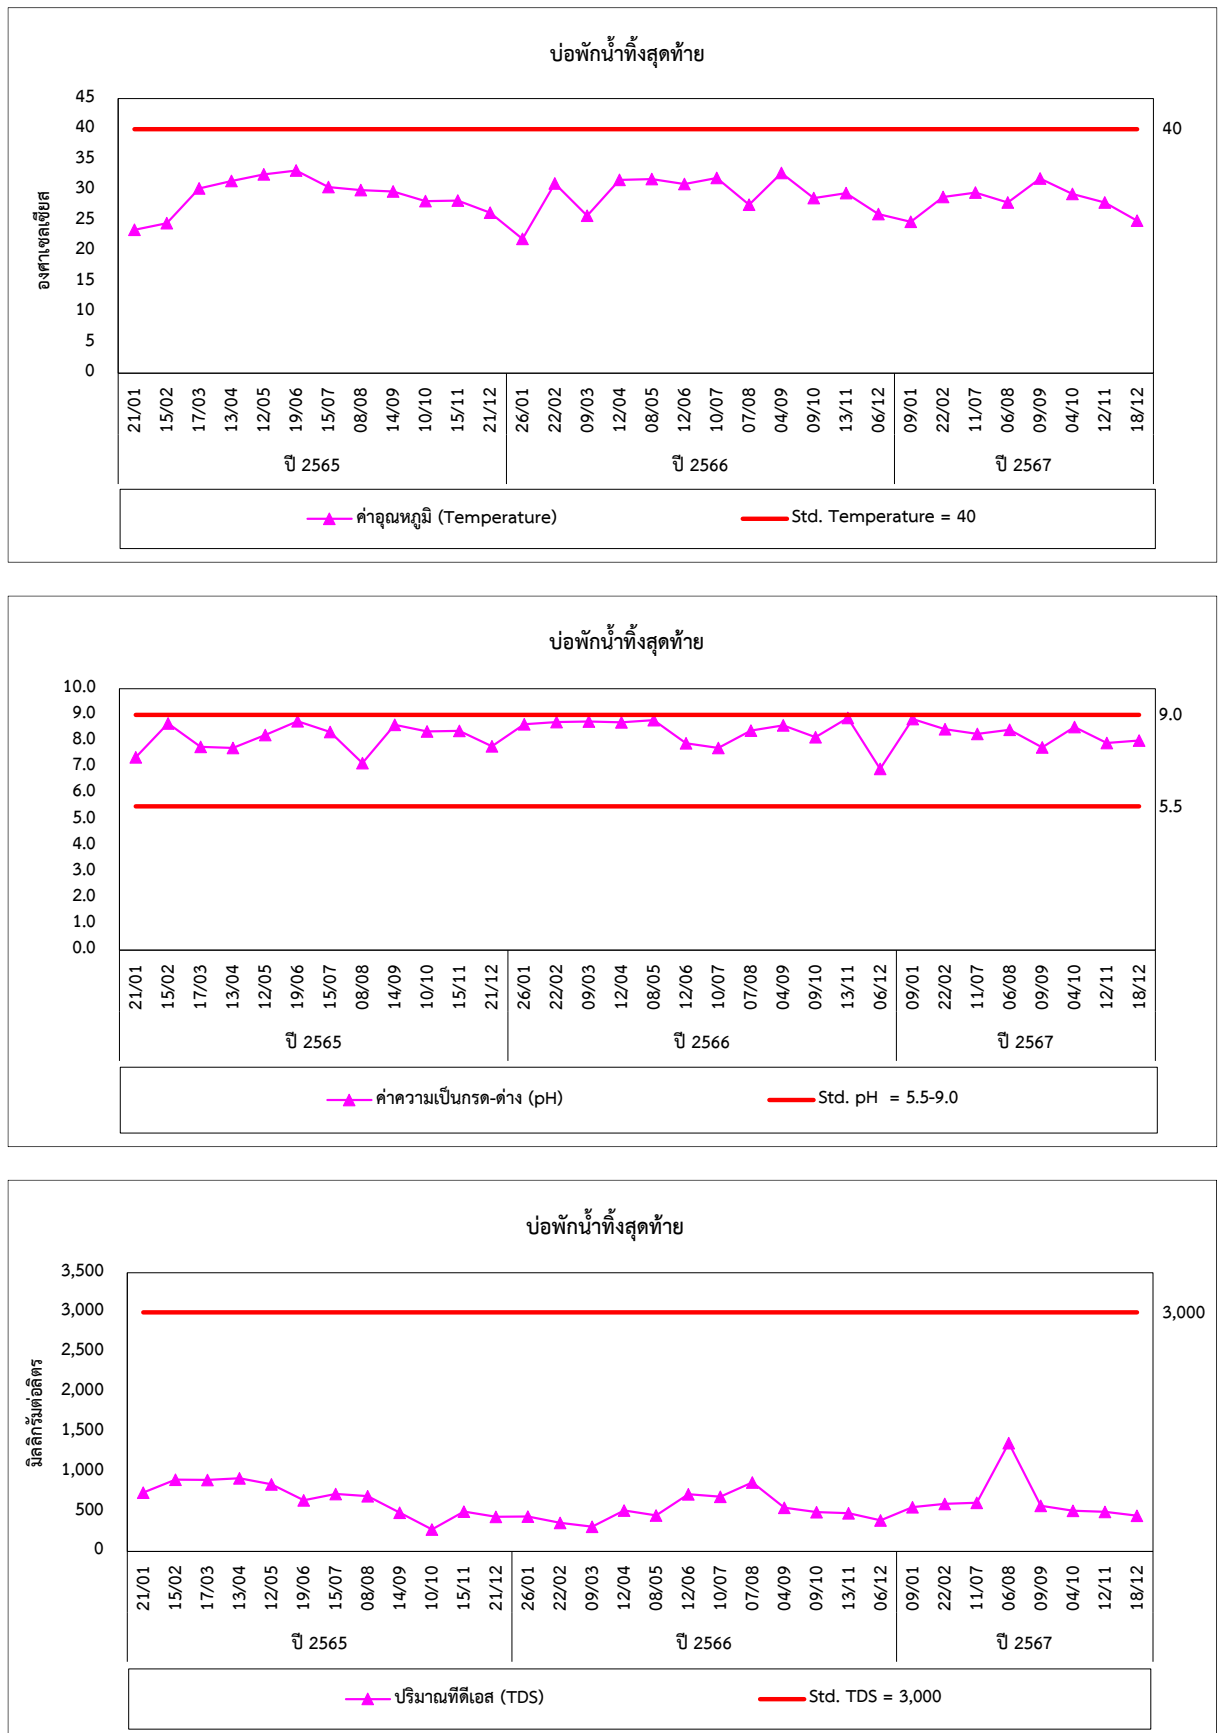 บ่อพักน้ำทิ้งสุดท้าย
องศาเซลเซียส
45
40
35
30
25
20
15
10
5
0
40
21/01 15/02 17/03 13/04 12/05 19/06 15/07 08/08 14/09 10/10 15/11 21/12 26/01 22/02 09/03 12/04 08/05 12/06 10/07 07/08 04/09 09/10 13/11 06/12 09/01 22/02 11/07 06/08 09/09 04/10 12/11 18/12
ปี 2565 ปี 2566 ปี 2567
ค่าอุณหภูมิ (Temperature) Std. Temperature = 40
บ่อพักน้ำทิ้งสุดท้าย
10.0
9.0
8.0
7.0
6.0
5.0
4.0
3.0
2.0
1.0
0.0
9.0
5.5
21/01 15/02 17/03 13/04 12/05 19/06 15/07 08/08 14/09 10/10 15/11 21/12 26/01 22/02 09/03 12/04 08/05 12/06 10/07 07/08 04/09 09/10 13/11 06/12 09/01 22/02 11/07 06/08 09/09 04/10 12/11 18/12
ปี 2565 ปี 2566 ปี 2567
ค่าความเป็นกรด-ด่าง (pH) Std. pH = 5.5-9.0
บ่อพักน้ำทิ้งสุดท้าย
มิลลิกรัมต่อลิตร
3,500
3,000
2,500
2,000
1,500
1,000
500
0
3,000
21/01 15/02 17/03 13/04 12/05 19/06 15/07 08/08 14/09 10/10 15/11 21/12 26/01 22/02 09/03 12/04 08/05 12/06 10/07 07/08 04/09 09/10 13/11 06/12 09/01 22/02 11/07 06/08 09/09 04/10 12/11 18/12
ปี 2565 ปี 2566 ปี 2567
ปริมาณทีดีเอส (TDS) Std. TDS = 3,000